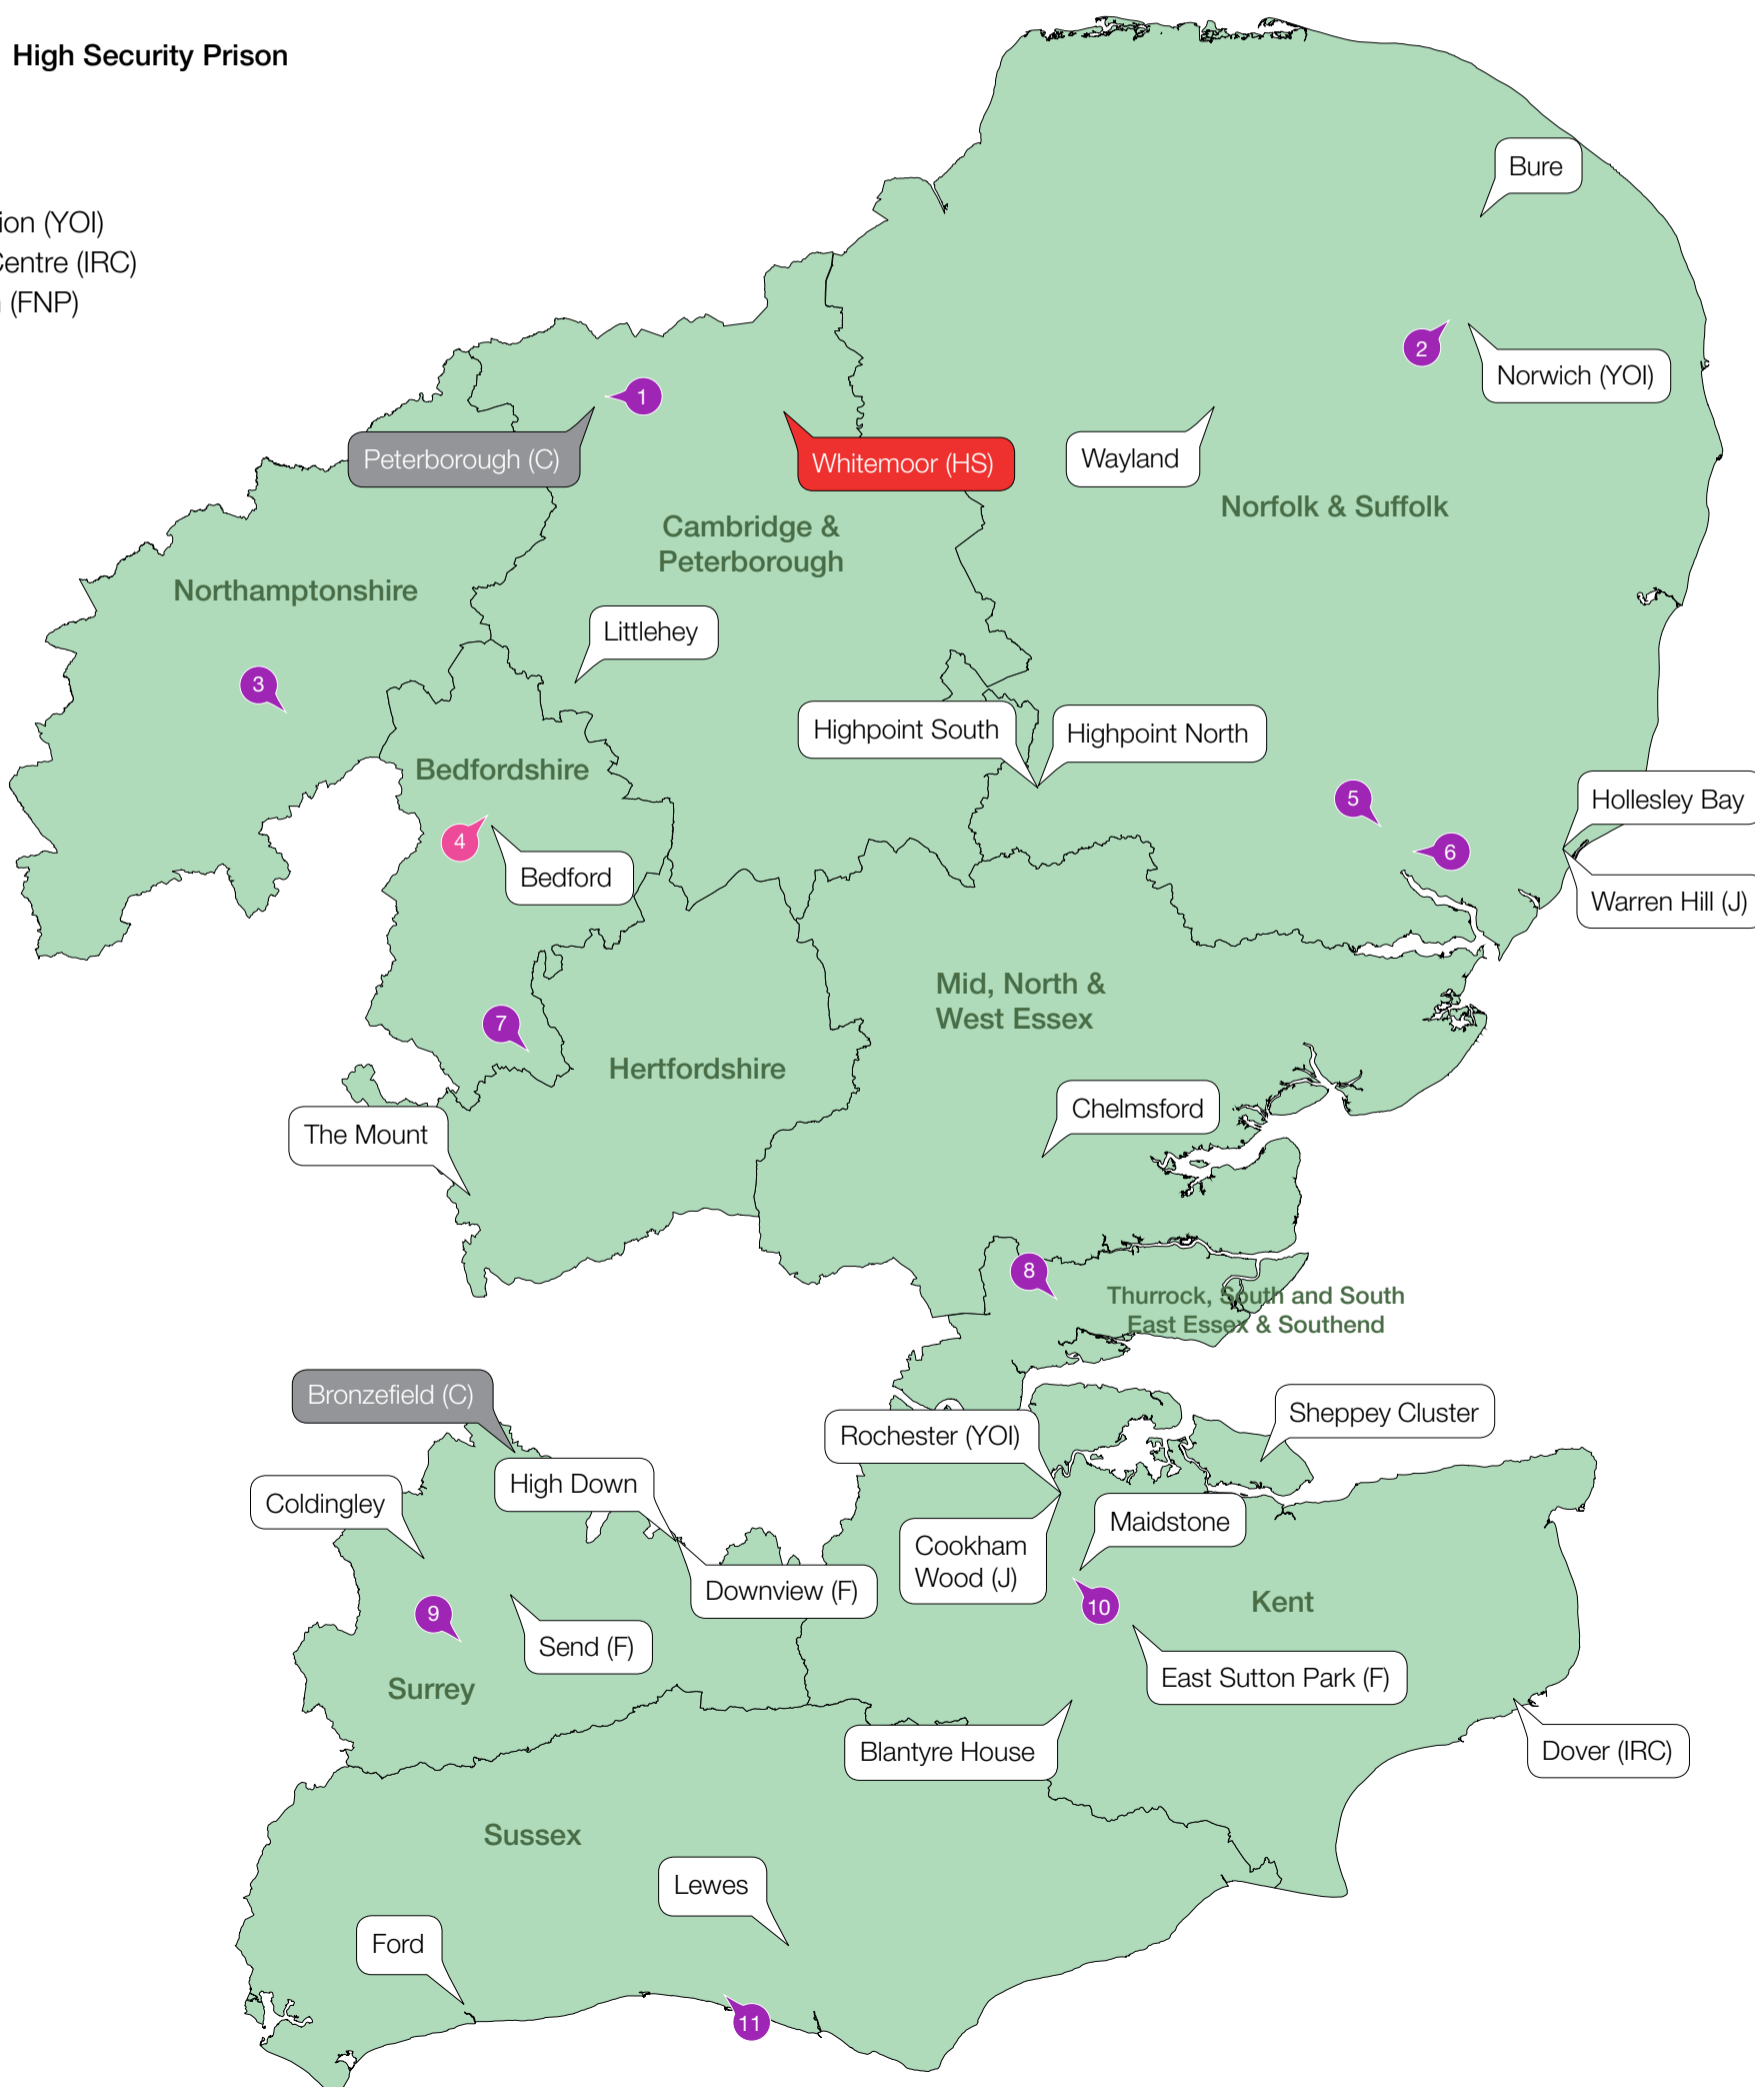 High Security Prison
ion (YOI)
Centre (IRC)
(FNP)
Bure
2
Norwich (YOI)
1
Peterborough (C)
Whitemoor (HS)
Wayland
Norfolk & Suffolk
Cambridge &
Peterborough
Northamptonshire
Littlehey
3
Highpoint South
Highpoint North
Bedfordshire
5
Hollesley Bay
4
6
Bedford
Warren Hill (J)
Mid, North &
West Essex
7
Hertfordshire
Chelmsford
The Mount
8
Thurrock, South and South
East Essex & Southend
Bronzefield (C)
Sheppey Cluster
Rochester (YOI)
High Down
Coldingley
Maidstone
Cookham
Wood (J)
Downview (F)
Kent
10
9
Send (F)
East Sutton Park (F)
Surrey
Blantyre House
Dover (IRC)
Sussex
Lewes
Ford
11